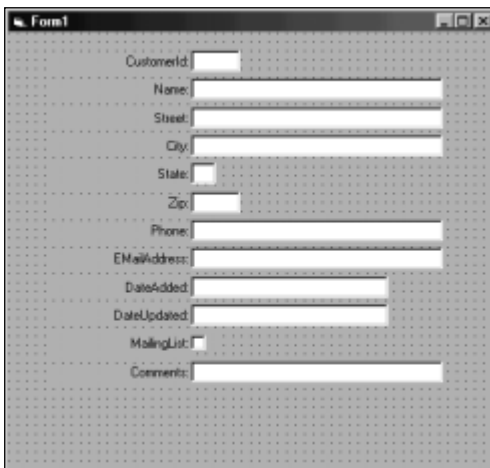 Form1
CustomerId:
Name:
Street:
City:
State:
Zip:
Phone:
EMailAddress:
DateAdded:
DateUpdated:
MailingList:
Comments: